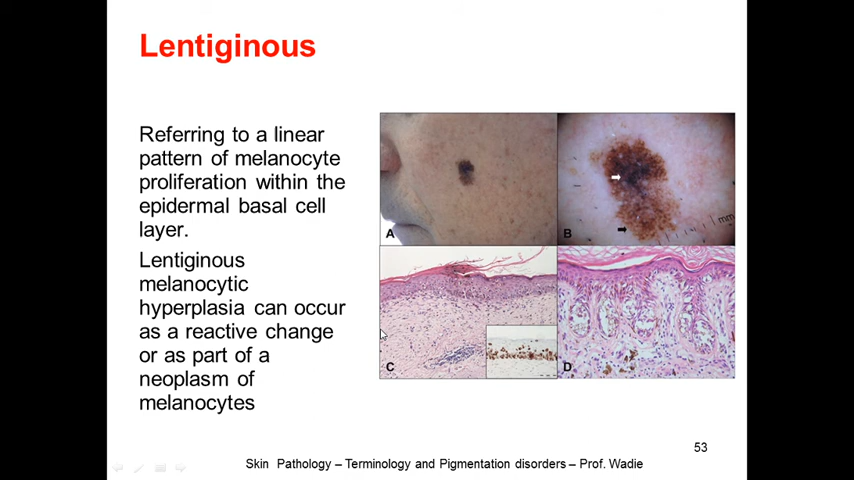 Lentiginous
Referring to a linear
pattern of melanocyte
proliferation within the
epidermal basal cell
layer.
Lentiginous
melanocytic
hyperplasia can occur
as a reactive change
or as part of a
neoplasm of
melanocytes
A
B
mm
C
D
53
Skin Pathology – Terminology and Pigmentation disorders – Prof. Wadie